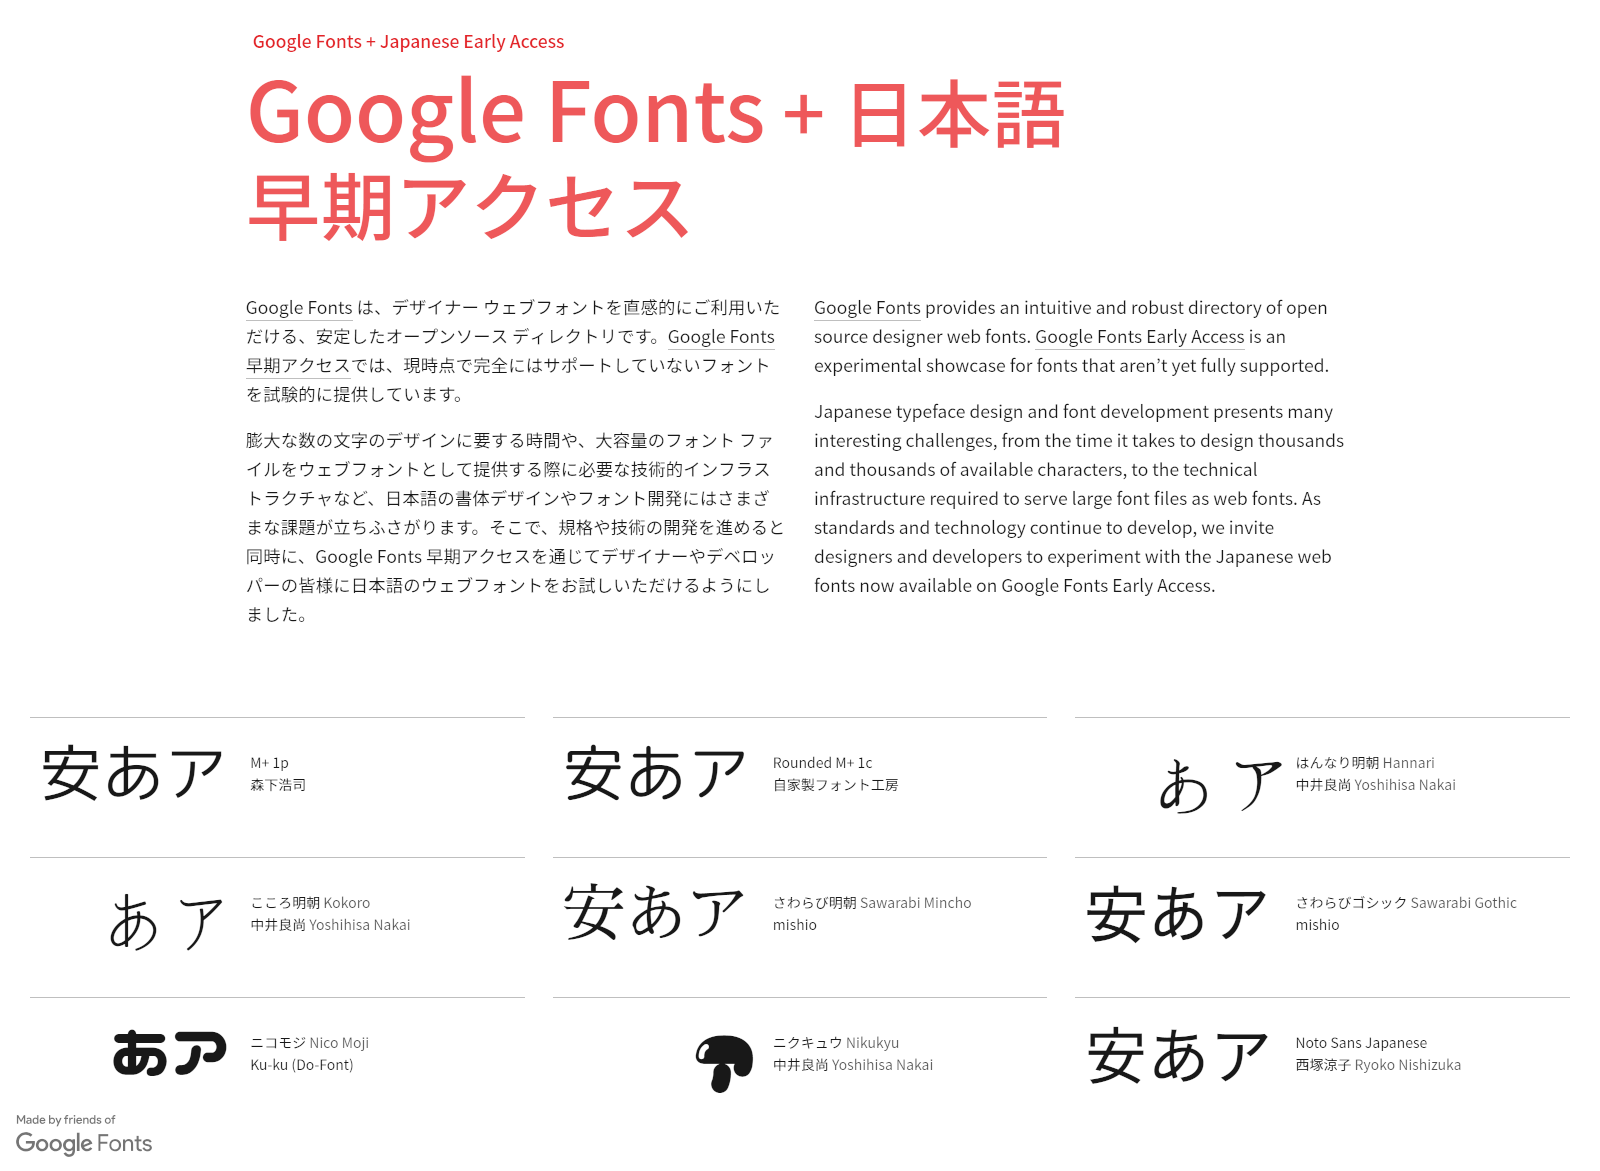 Google Fonts + Japanese Early Access
Google Fonts + 日本語
早期アクセス
Google Fonts は、デザイナー ウェブフォントを直感的にご利用いた
だける、安定したオープンソース ディレクトリです。Google Fonts
早期アクセスでは、現時点で完全にはサポートしていないフォント
を試験的に提供しています。
膨大な数の文字のデザインに要する時間や、大容量のフォント ファ
イルをウェブフォントとして提供する際に必要な技術的インフラス
トラクチャなど、日本語の書体デザインやフォント開発にはさまざ
まな課題が立ちふさがります。そこで、規格や技術の開発を進めると
同時に、Google Fonts 早期アクセスを通じてデザイナーやデベロッ
パーの皆様に日本語のウェブフォントをお試しいただけるようにし
ました。
Google Fonts provides an intuitive and robust directory of open
source designer web fonts. Google Fonts Early Access is an
experimental showcase for fonts that aren’t yet fully supported.
Japanese typeface design and font development presents many
interesting challenges, from the time it takes to design thousands
and thousands of available characters, to the technical
infrastructure required to serve large font files as web fonts. As
standards and technology continue to develop, we invite
designers and developers to experiment with the Japanese web
fonts now available on Google Fonts Early Access.
安あア
M+ 1p
森下浩司
安あア
Rounded M+ 1c
自家製フォント工房
あ ア
はんなり明朝 Hannari
中井良尚 Yoshihisa Nakai
あ ア
こころ明朝 Kokoro
中井良尚 Yoshihisa Nakai
安あア
さわらび明朝 Sawarabi Mincho
mishio
安あア
さわらびゴシック Sawarabi Gothic
mishio
あア
ニコモジ Nico Moji
Ku-ku (Do-Font)
ア
ニクキュウ Nikukyu
中井良尚 Yoshihisa Nakai
安あア
Noto Sans Japanese
西塚涼子 Ryoko Nishizuka
Made by friends of
Google Fonts